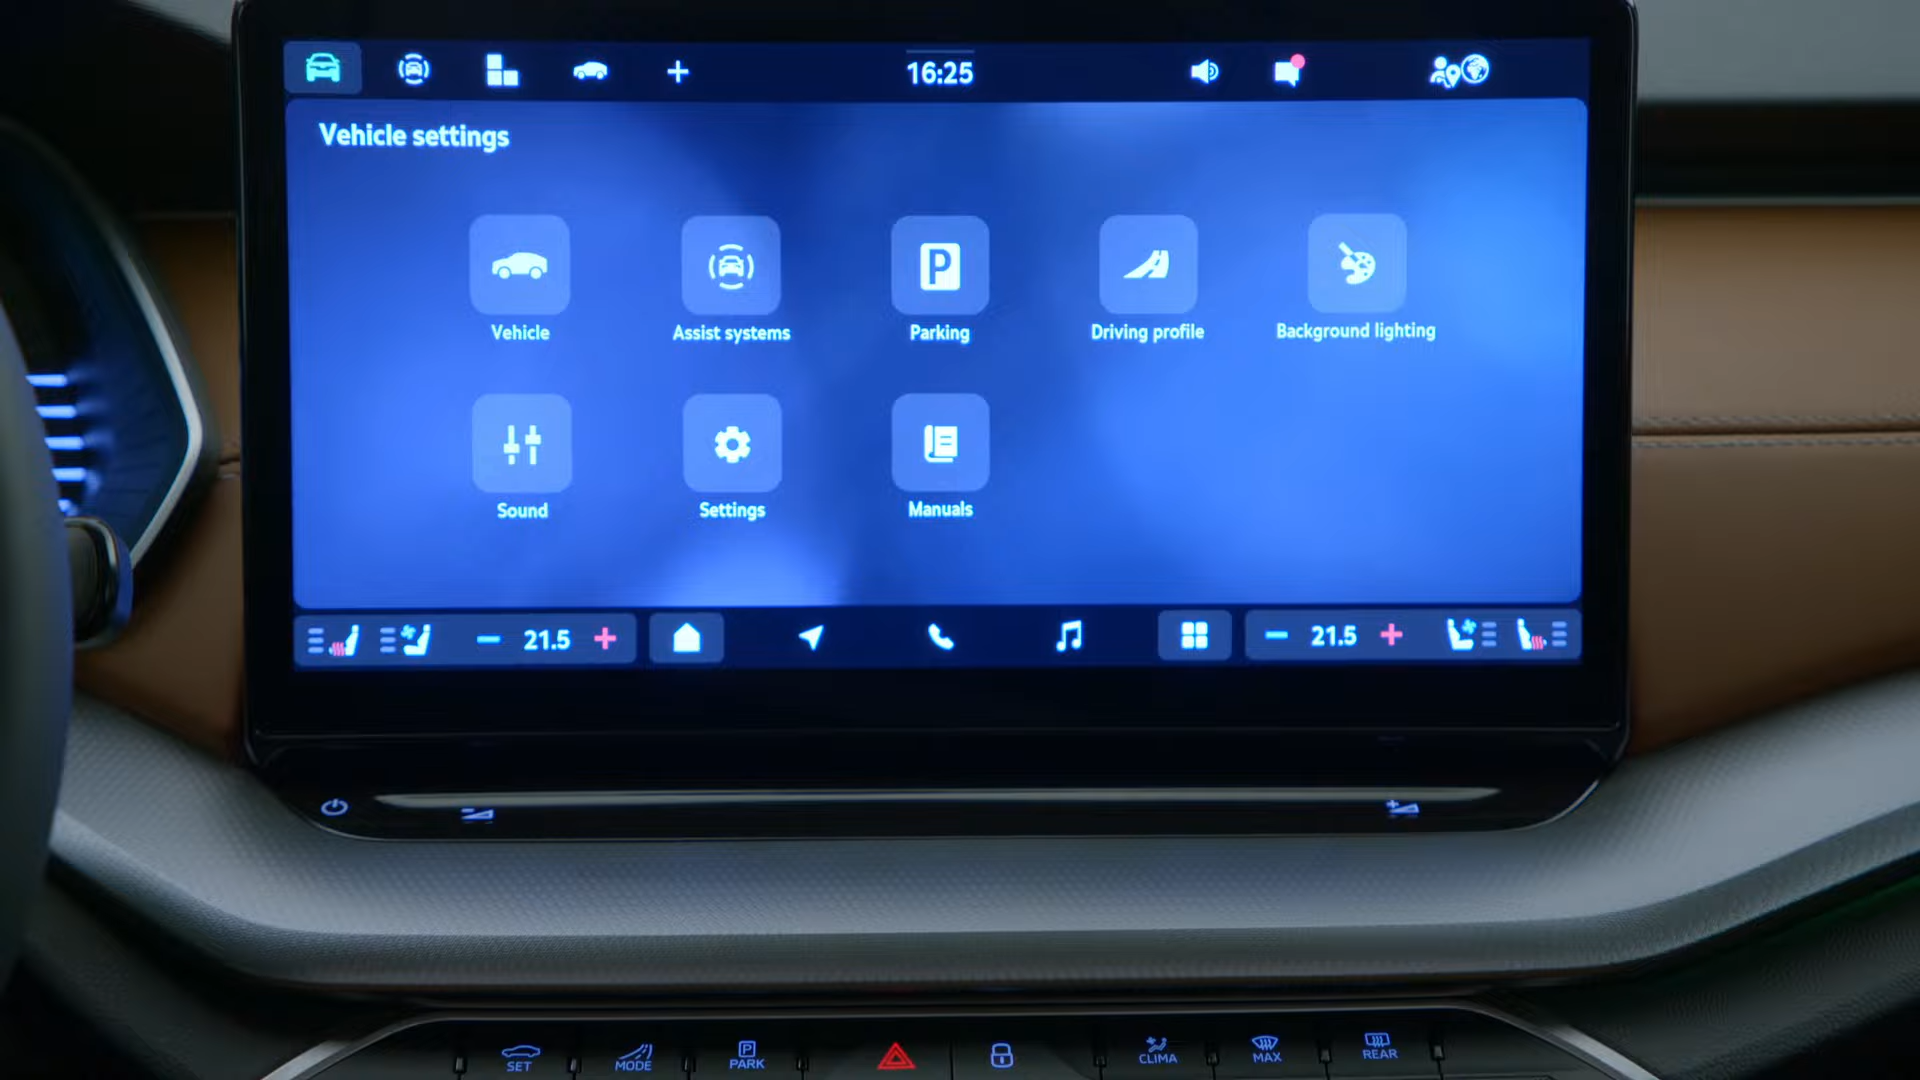 16:25
Vehicle settings
P
Vehicle
Assist systems
Parking
Driving profile
Background lighting
Sound
Settings
Manuals
21.5
21.5
SET
MODE
P
PARK
CLIMA
MAX
REAR